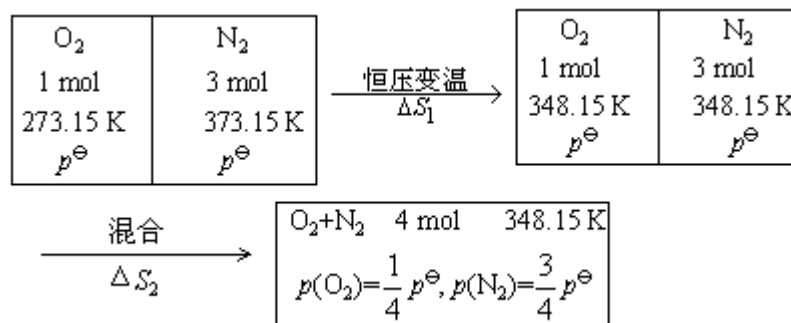 O₂ N₂
1 mol 3 mol
273.15 K 373.15 K
p⊖ p⊖
恒压变温
ΔS₁
O₂ N₂
1 mol 3 mol
348.15 K 348.15 K
p⊖ p⊖
混合
ΔS₂
O₂+N₂ 4 mol 348.15 K
p(O₂)=1/4 p⊖, p(N₂)=3/4 p⊖